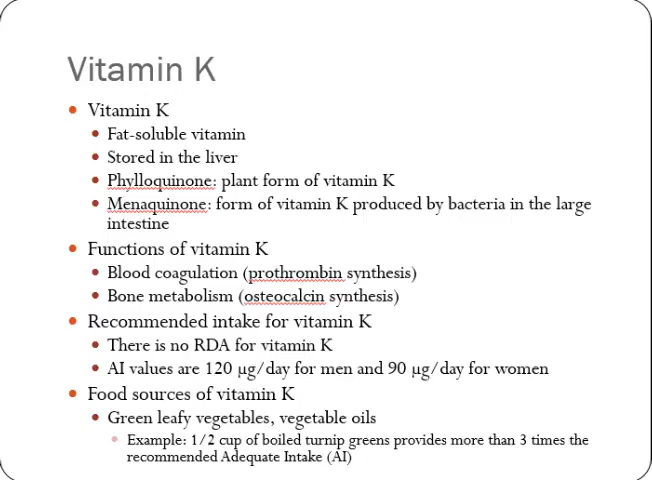 Vitamin K
Vitamin K
Fat-soluble vitamin
Stored in the liver
Phylloquinone: plant form of vitamin K
Menaquinone: form of vitamin K produced by bacteria in the large
intestine
Functions of vitamin K
Blood coagulation (prothrombin synthesis)
Bone metabolism (osteocalcin synthesis)
Recommended intake for vitamin K
There is no RDA for vitamin K
AI values are 120 µg/day for men and 90 µg/day for women
Food sources of vitamin K
Green leafy vegetables, vegetable oils
Example: 1/2 cup of boiled turnip greens provides more than 3 times the
recommended Adequate Intake (AI)